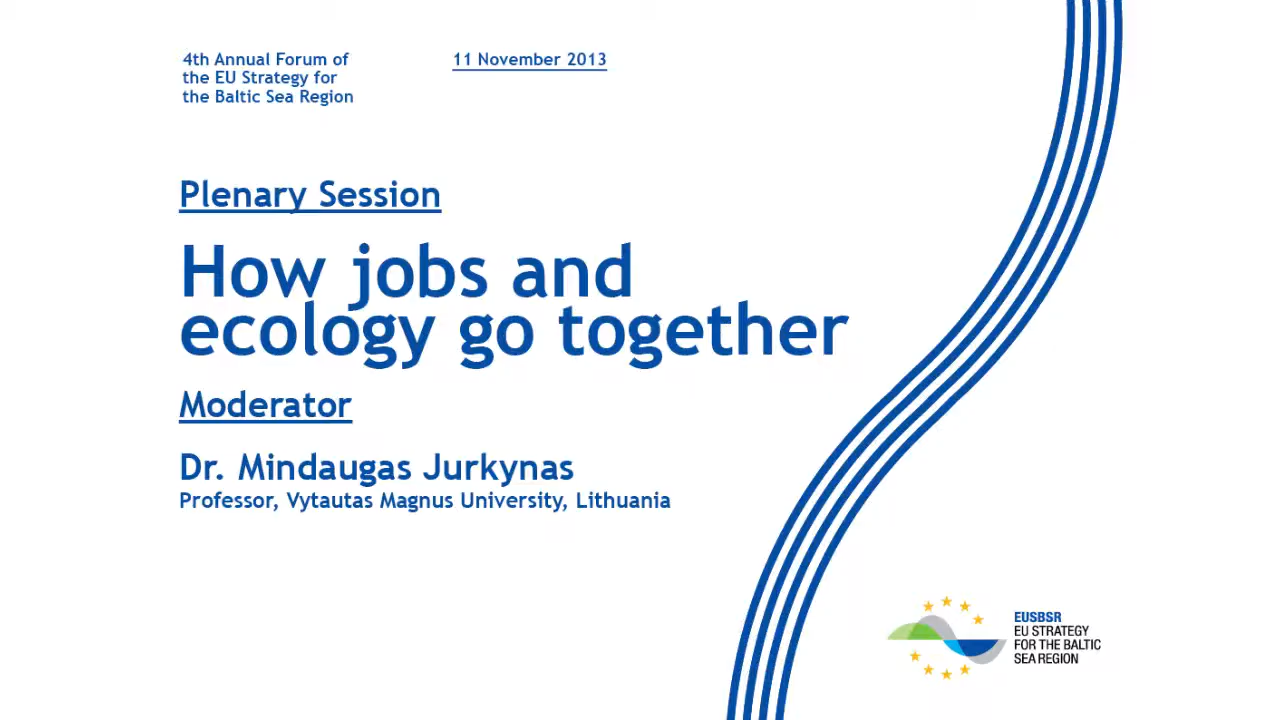 4th Annual Forum of
the EU Strategy for
the Baltic Sea Region
11 November 2013
Plenary Session
How jobs and
ecology go together
Moderator
Dr. Mindaugas Jurkynas
Professor, Vytautas Magnus University, Lithuania
EUSBSR
EU STRATEGY
FOR THE BALTIC
SEA REGION